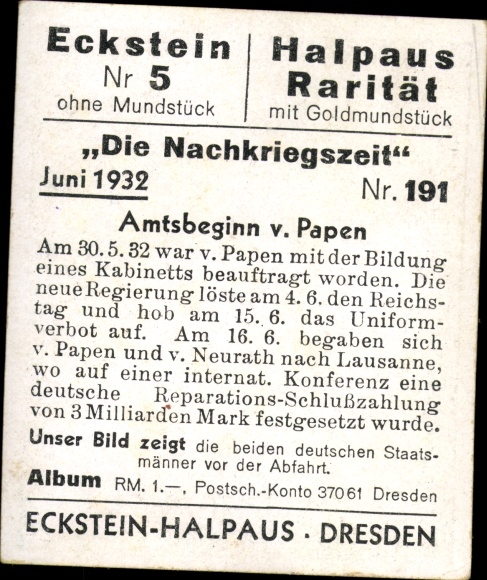 Eckstein
Nr 5
ohne Mundstück
Halpaus
Rarität
mit Goldmundstück
„Die Nachkriegszeit“
Juni 1932
Nr. 191
Amtsbeginn v. Papen
Am 30. 5. 32 war v. Papen mit der Bildung
eines Kabinetts beauftragt worden. Die
neue Regierung löste am 4. 6. den Reichs-
tag und hob am 15. 6. das Uniform-
verbot auf. Am 16. 6. begaben sich
v. Papen und v. Neurath nach Lausanne,
wo auf einer internat. Konferenz eine
deutsche Reparations-Schlußzahlung
von 3 Milliarden Mark festgesetzt wurde.
Unser Bild zeigt die beiden deutschen Staats-
männer vor der Abfahrt.
Album RM. 1.—, Postsch.-Konto 37061 Dresden
ECKSTEIN-HALPAUS · DRESDEN